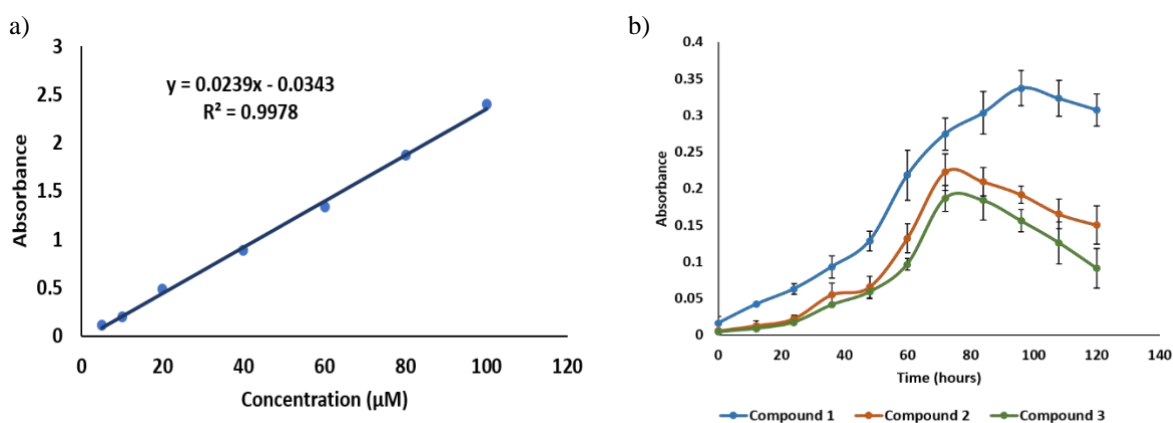 a)
3
2.5
2
1.5
1
0.5
0
Absorbance
y = 0.0239x - 0.0343
R² = 0.9978
0 20 40 60 80 100 120
Concentration (µM)
b)
0.4
0.35
0.3
0.25
0.2
0.15
0.1
0.05
0
Absorbance
0 20 40 60 80 100 120 140
Time (hours)
Compound 1 Compound 2 Compound 3